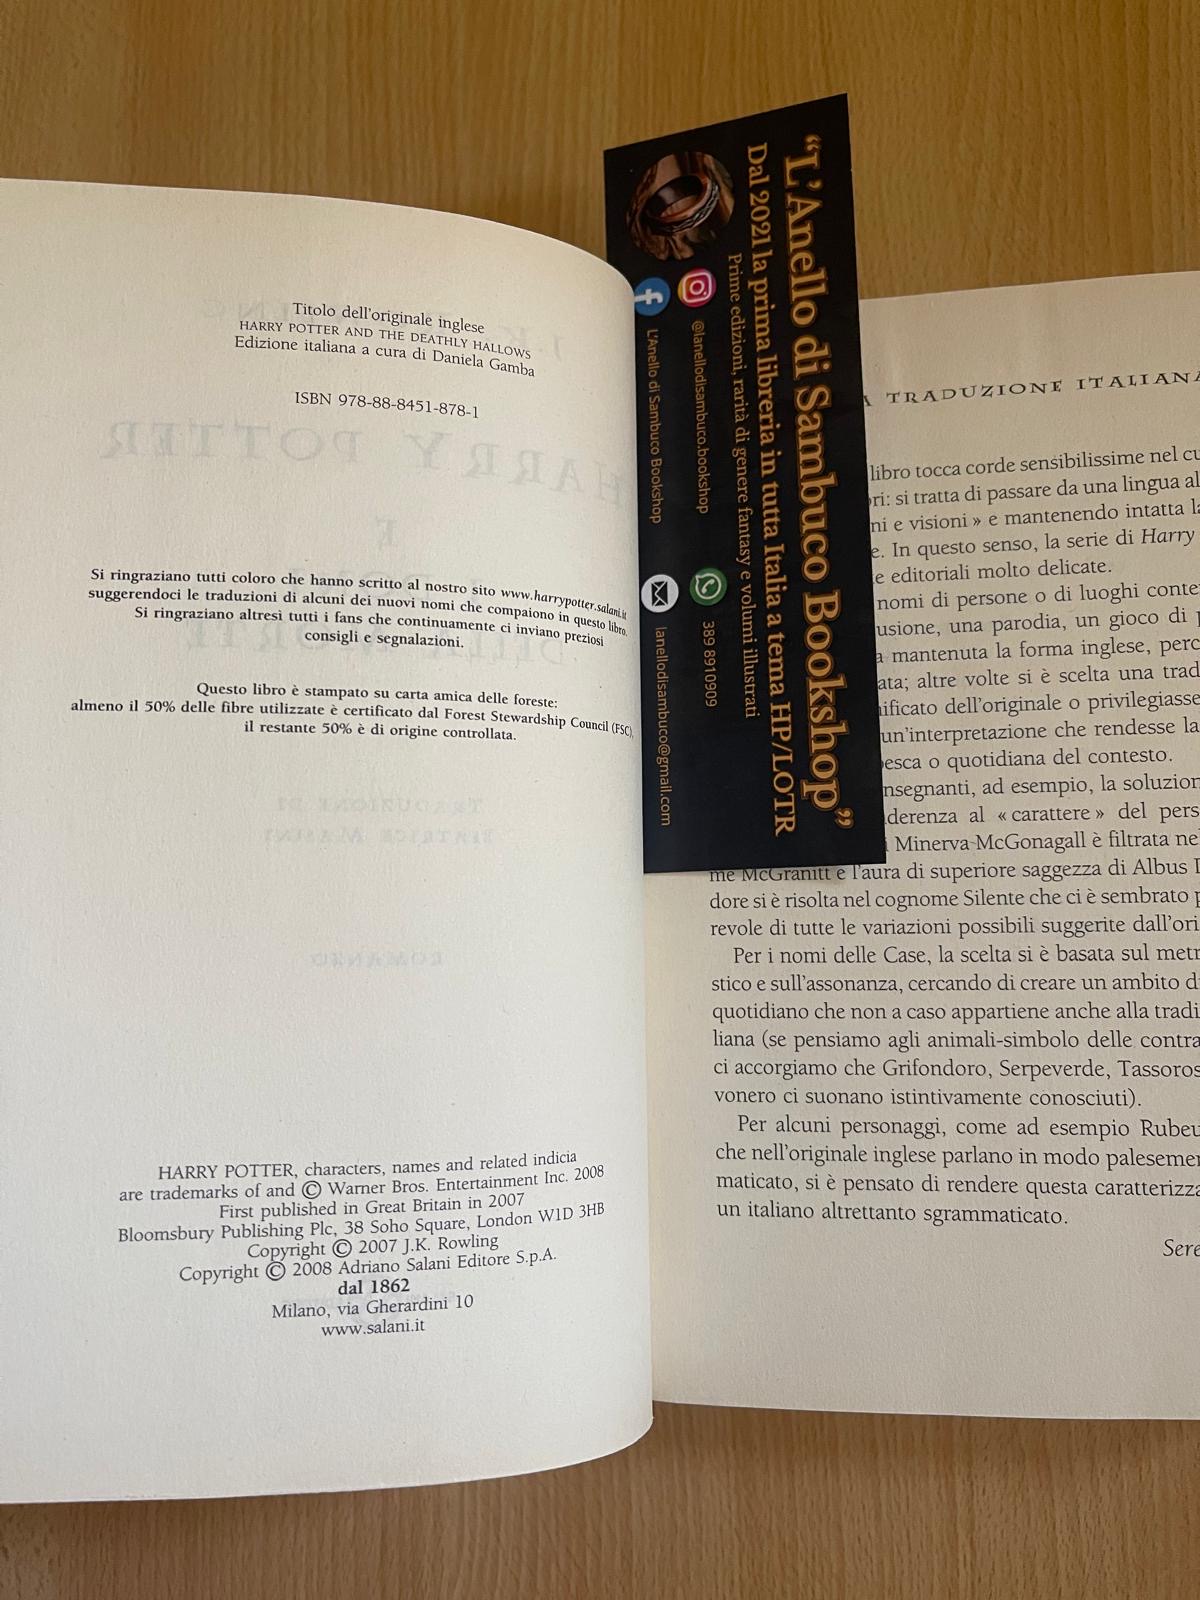 Titolo dell'originale inglese
HARRY POTTER AND THE DEATHLY HALLOWS
Edizione italiana a cura di Daniela Gamba
ISBN 978-88-8451-878-1
Si ringraziano tutti coloro che hanno scritto al nostro sito www.harrypotter.salani.it
suggerendoci le traduzioni di alcuni dei nuovi nomi che compaiono in questo libro.
Si ringraziano altresì tutti i fans che continuamente ci inviano preziosi
consigli e segnalazioni.
Questo libro è stampato su carta amica delle foreste:
almeno il 50% delle fibre utilizzate è certificato dal Forest Stewardship Council (FSC),
il restante 50% è di origine controllata.
HARRY POTTER, characters, names and related indicia
are trademarks of and © Warner Bros. Entertainment Inc. 2008
First published in Great Britain in 2007
Bloomsbury Publishing Plc, 38 Soho Square, London W1D 3HB
Copyright © 2007 J.K. Rowling
Copyright © 2008 Adriano Salani Editore S.p.A.
dal 1862
Milano, via Gherardini 10
www.salani.it
"L'Anello di Sambuco Bookshop"
Dal 2021 la prima libreria in tutta Italia a tema HP/LOTR
Prime edizioni, rarità di genere fantasy e volumi illustrati
@lanellodisambuco.bookshop
389 8910909
L'Anello di Sambuco Bookshop
lanellodisambuco@gmail.com
TRADUZIONE ITALIANA
libro tocca corde sensibilissime nel cu
ri: si tratta di passare da una lingua al
ni e visioni» e mantenendo intatta la
e. In questo senso, la serie di Harry
e editoriali molto delicate.
nomi di persone o di luoghi conte
usione, una parodia, un gioco di p
a mantenuta la forma inglese, perc
ata; altre volte si è scelta una trad
ificato dell'originale o privilegiasse
un'interpretazione che rendesse la
esca o quotidiana del contesto.
nsegnanti, ad esempio, la soluzion
derenza al «carattere» del pers
i Minerva McGonagall è filtrata nel
me McGranitt e l'aura di superiore saggezza di Albus D
dore si è risolta nel cognome Silente che ci è sembrato p
revole di tutte le variazioni possibili suggerite dall'ori
Per i nomi delle Case, la scelta si è basata sul metr
stico e sull'assonanza, cercando di creare un ambito d
quotidiano che non a caso appartiene anche alla tradi
liana (se pensiamo agli animali-simbolo delle contra
ci accorgiamo che Grifondoro, Serpeverde, Tassoros
vonero ci suonano istintivamente conosciuti).
Per alcuni personaggi, come ad esempio Rubeu
che nell'originale inglese parlano in modo palesemen
maticato, si è pensato di rendere questa caratterizza
un italiano altrettanto sgrammaticato.
Sere